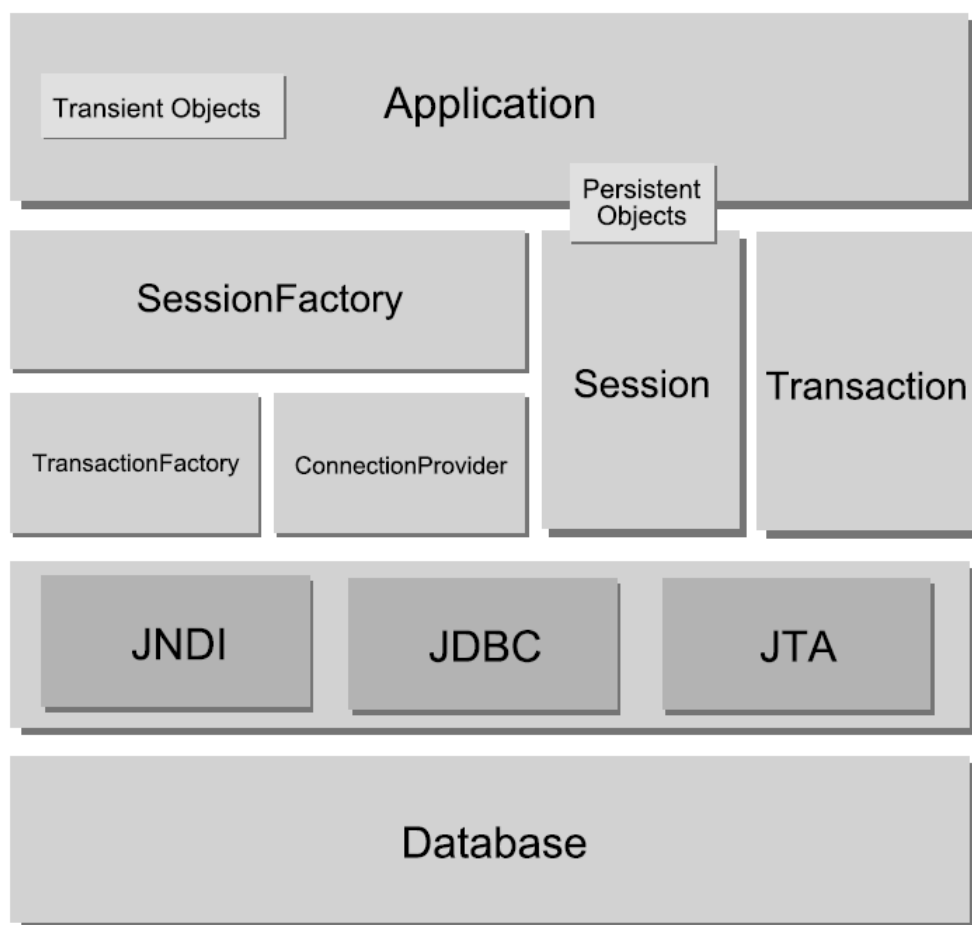 Transient Objects
Application
Persistent
Objects
SessionFactory
Session
Transaction
TransactionFactory
ConnectionProvider
JNDI
JDBC
JTA
Database